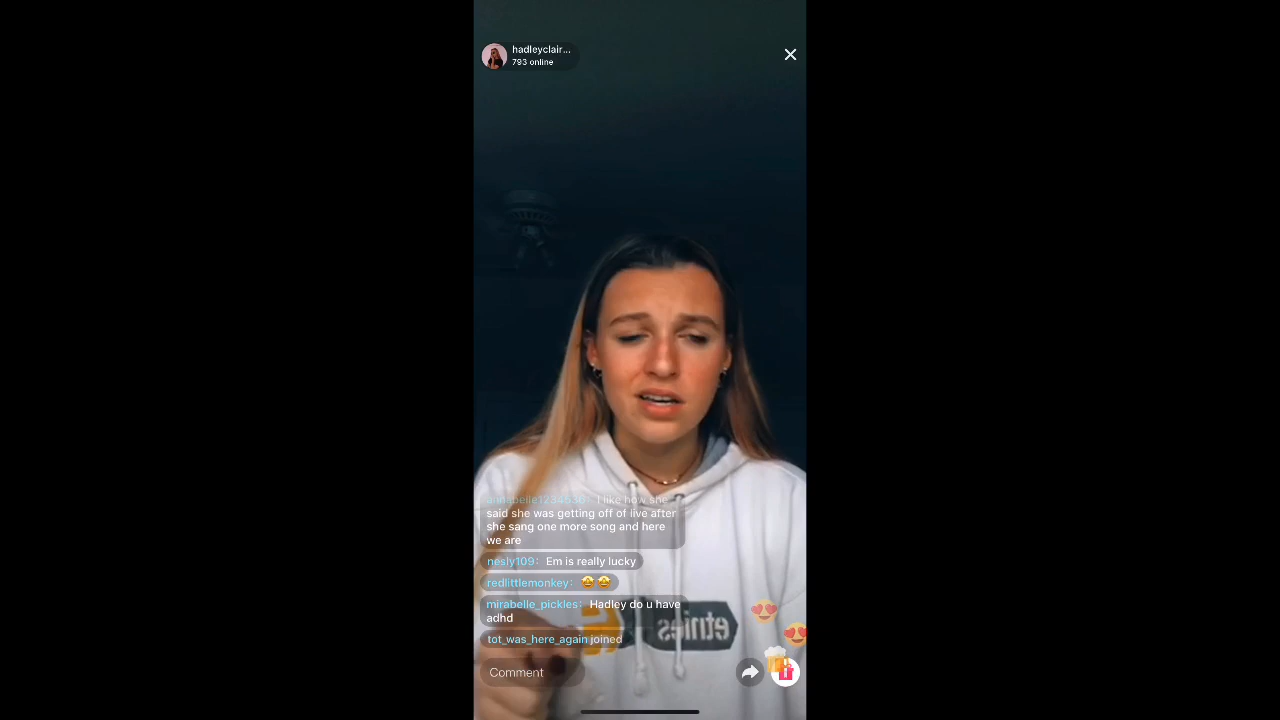 hadleyclair...
793 online
annabelle1234536: I like how she
said she was getting off of live after
she sang one more song and here
we are
nesly109: Em is really lucky
redlittlemonkey: 🤩🤩
mirabelle_pickles: Hadley do u have
adhd
etnies
tot_was_here_again joined
Comment